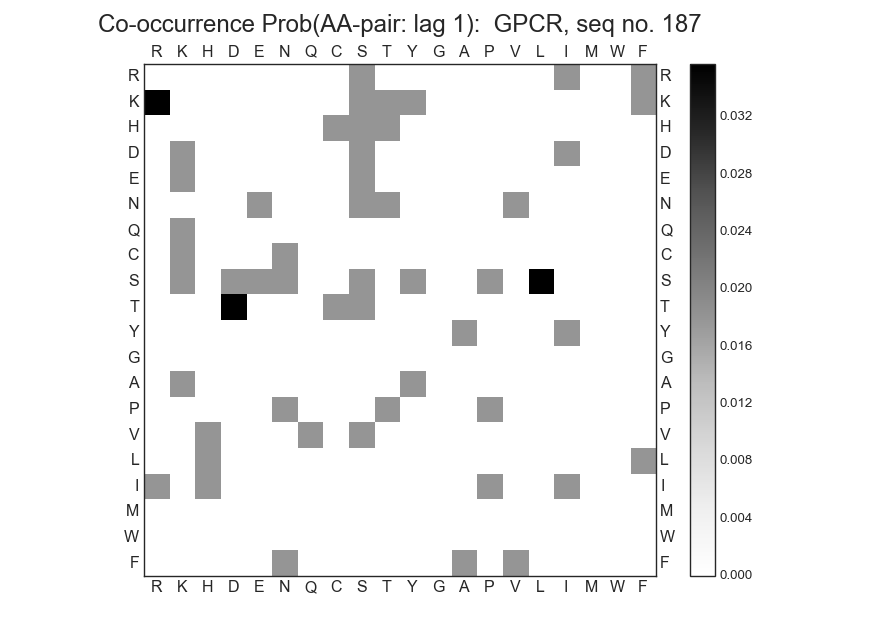 Co-occurrence Prob(AA-pair: lag 1):  GPCR, seq no. 187
R K H D E N Q C S T Y G A P V L I M W F
R R
K K
H H
0.032
D D
0.028
E E
N N
0.024
Q Q
C C
S S
0.020
T T
Y Y
0.016
G G
A A
0.012
P P
V V
0.008
L L
I I
M M
0.004
W W
F F
0.000
R K H D E N Q C S T Y G A P V L I M W F